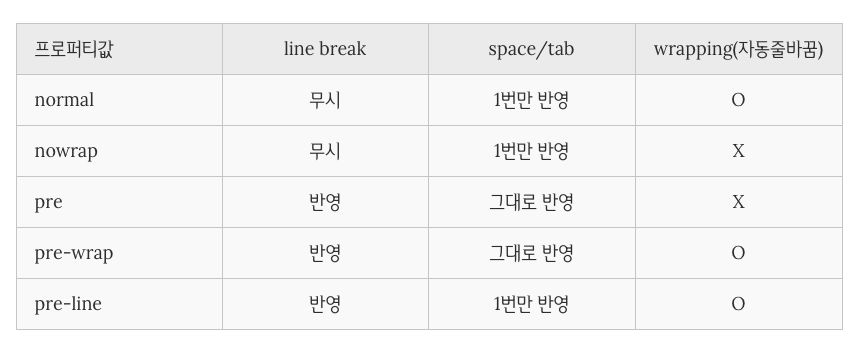 프로퍼티값 line break space/tab wrapping(자동줄바꿈)
normal 무시 1번만 반영 O
nowrap 무시 1번만 반영 X
pre 반영 그대로 반영 X
pre-wrap 반영 그대로 반영 O
pre-line 반영 1번만 반영 O